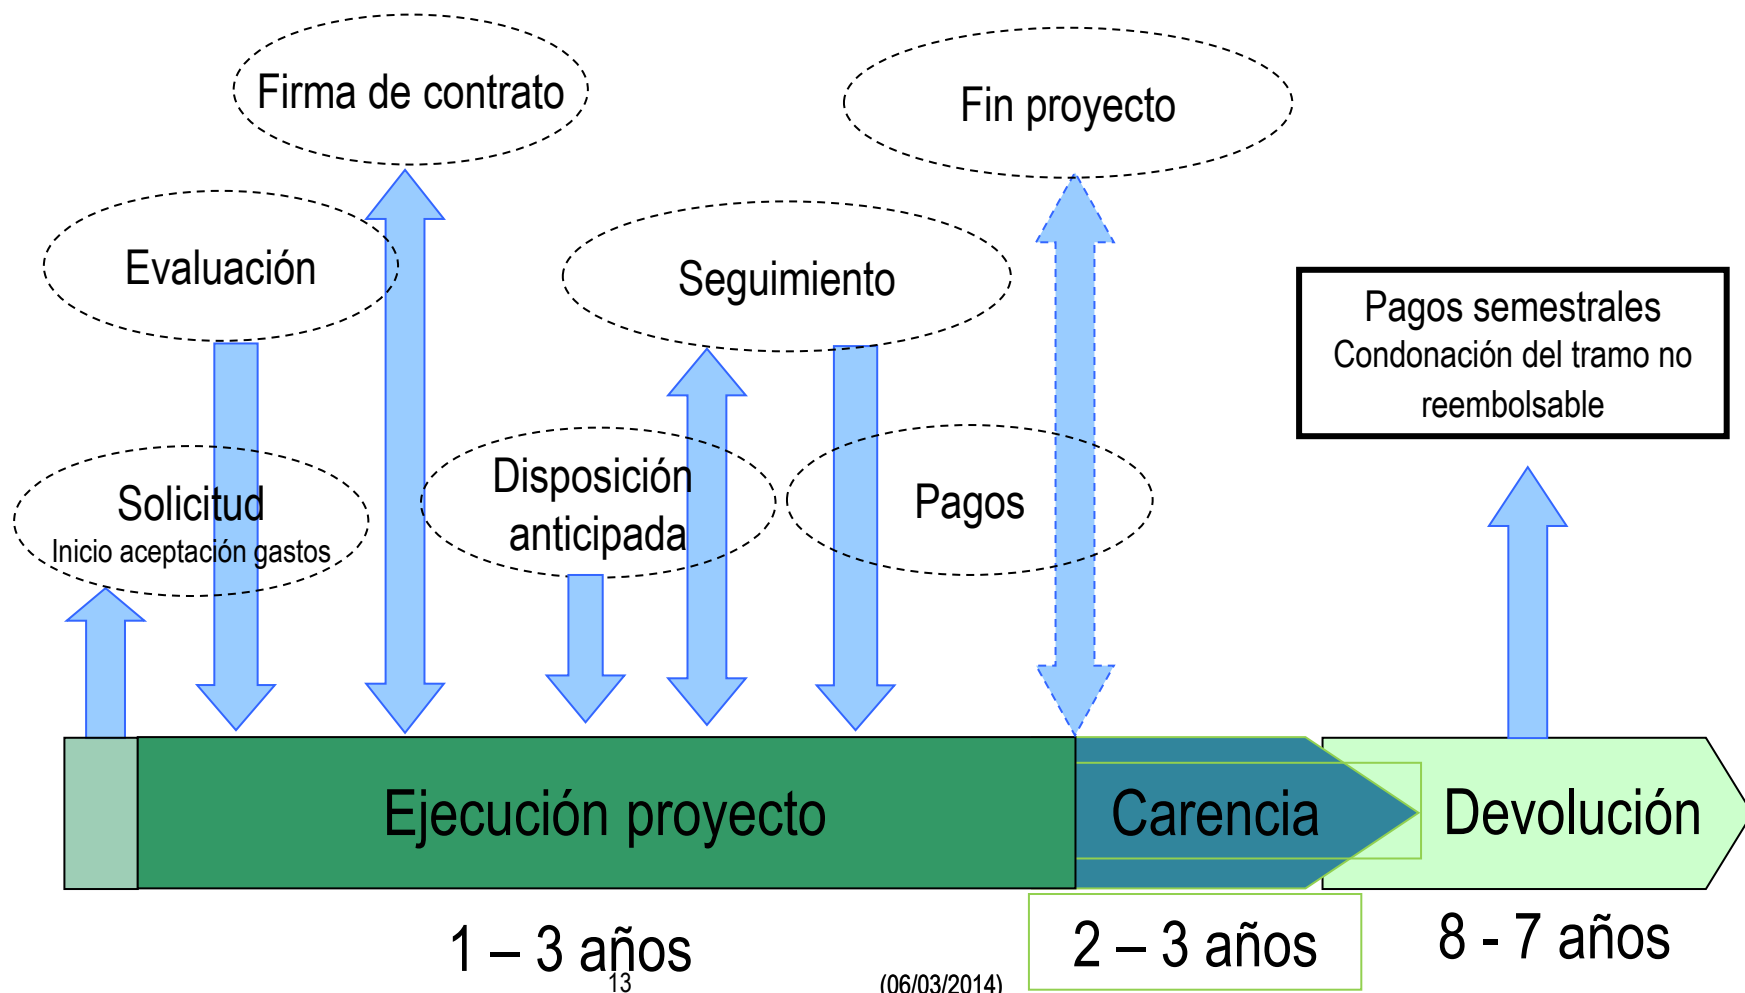 Firma de contrato
Fin proyecto
Evaluación
Seguimiento
Pagos semestrales
Condonación del tramo no
reembolsable
Solicitud
Inicio aceptación gastos
Disposición
anticipada
Pagos
Ejecución proyecto
Carencia
Devolución
1 – 3 años
2 – 3 años
8 - 7 años
13
(06/03/2014)